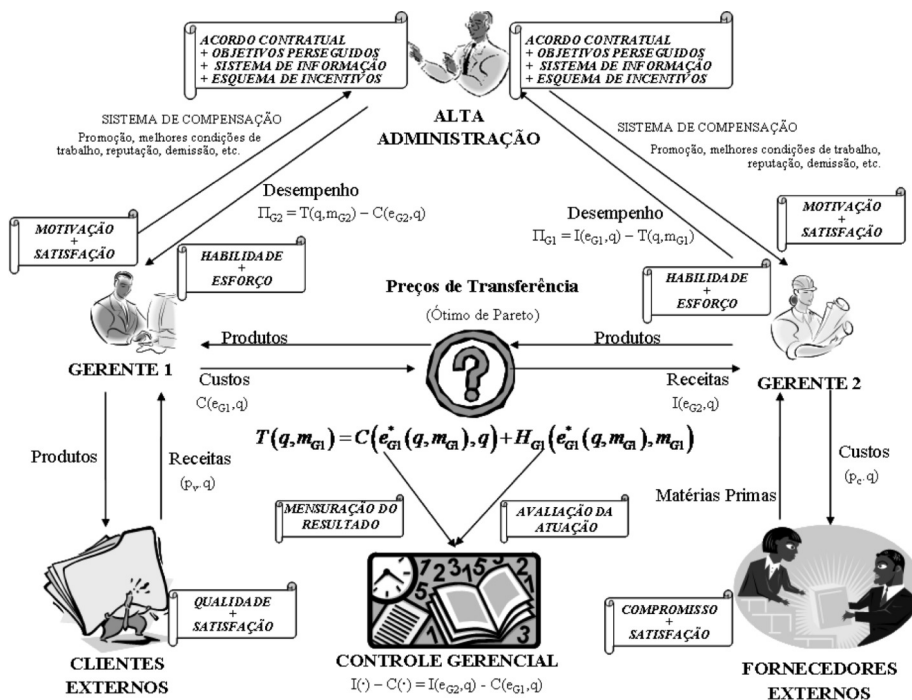 ACORDO CONTRATUAL
+ OBJETIVOS PERSEGUIDOS
+ SISTEMA DE INFORMAÇÃO
+ ESQUEMA DE INCENTIVOS
ACORDO CONTRATUAL
+ OBJETIVOS PERSEGUIDOS
+ SISTEMA DE INFORMAÇÃO
+ ESQUEMA DE INCENTIVOS
ALTA
ADMINISTRAÇÃO
SISTEMA DE COMPENSAÇÃO
Promoção, melhores condições de
trabalho, reputação, demissão, etc.
SISTEMA DE COMPENSAÇÃO
Promoção, melhores condições de trabalho,
reputação, demissão, etc.
Desempenho
Π_G2 = T(q,m_G2) – C(e_G2,q)
Desempenho
Π_G1 = I(e_G1,q) – T(q,m_G1)
MOTIVAÇÃO
+
SATISFAÇÃO
MOTIVAÇÃO
+
SATISFAÇÃO
HABILIDADE
+
ESFORÇO
HABILIDADE
+
ESFORÇO
Preços de Transferência
(Ótimo de Pareto)
Produtos
Produtos
GERENTE 1
GERENTE 2
Custos
C(e_G1,q)
?
Receitas
I(e_G2,q)
T(q,m_G1) = C(e*_G1(q,m_G1),q) + H_G1(e*_G1(q,m_G1),m_G1)
Produtos
Receitas
(p_v.q)
Matérias Primas
Custos
(p_c.q)
MENSURAÇÃO DO
RESULTADO
AVALIAÇÃO DA
ATUAÇÃO
QUALIDADE
+
SATISFAÇÃO
COMPROMISSO
+
SATISFAÇÃO
CLIENTES
EXTERNOS
CONTROLE GERENCIAL
I(·) – C(·) = I(e_G2,q) - C(e_G1,q)
FORNECEDORES
EXTERNOS